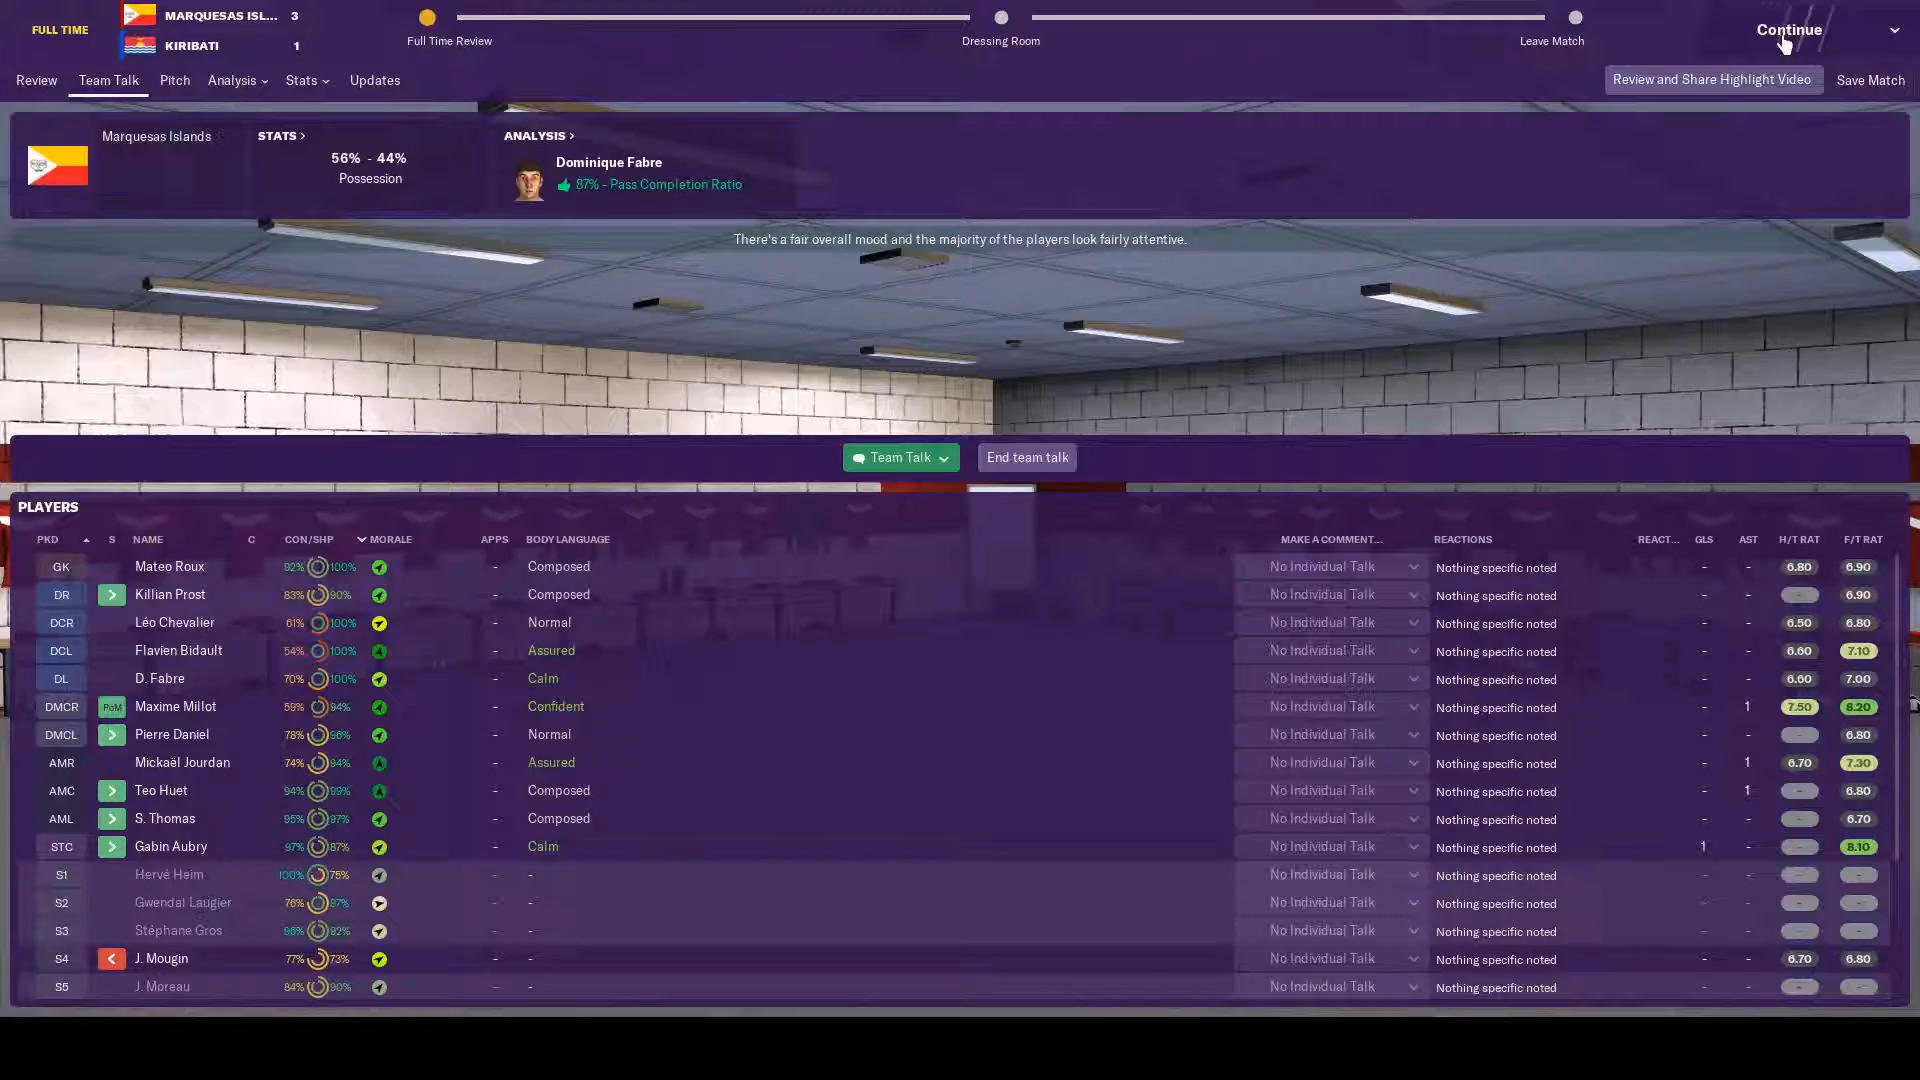 FULL TIME
MARQUESAS ISL... 3
KIRIBATI 1
Full Time Review
Dressing Room
Leave Match
Continue
Review Team Talk Pitch Analysis Stats Updates
Review and Share Highlight Video Save Match
Marquesas Islands
STATS >
56% - 44%
Possession
ANALYSIS >
Dominique Fabre
87% - Pass Completion Ratio
There's a fair overall mood and the majority of the players look fairly attentive.
Team Talk End team talk
PLAYERS
PKD S NAME C CON/SHP MORALE APPS BODY LANGUAGE MAKE A COMMENT... REACTIONS REACT... GLS AST H/T RAT F/T RAT
GK Mateo Roux 92% 100% - Composed No Individual Talk Nothing specific noted - - 6.80 6.90
DR Killian Prost 83% 90% - Composed No Individual Talk Nothing specific noted - - - 6.90
DCR Léo Chevalier 61% 100% - Normal No Individual Talk Nothing specific noted - - 6.50 6.80
DCL Flavien Bidault 54% 100% - Assured No Individual Talk Nothing specific noted - - 6.60 7.10
DL D. Fabre 70% 100% - Calm No Individual Talk Nothing specific noted - - 6.60 7.00
DMCR PoM Maxime Millot 59% 94% - Confident No Individual Talk Nothing specific noted - 1 7.50 8.20
DMCL Pierre Daniel 78% 96% - Normal No Individual Talk Nothing specific noted - - - 6.80
AMR Mickaël Jourdan 74% 94% - Assured No Individual Talk Nothing specific noted - 1 6.70 7.30
AMC Teo Huet 94% 99% - Composed No Individual Talk Nothing specific noted - 1 - 6.80
AML S. Thomas 95% 97% - Composed No Individual Talk Nothing specific noted - - - 6.70
STC Gabin Aubry 97% 87% - Calm No Individual Talk Nothing specific noted 1 - - 8.10
S1 Hervé Heim 100% 75% - - No Individual Talk Nothing specific noted - - - -
S2 Gwendal Laugier 76% 97% - - No Individual Talk Nothing specific noted - - - -
S3 Stéphane Gros 96% 92% - - No Individual Talk Nothing specific noted - - - -
S4 J. Mougin 77% 73% - - No Individual Talk Nothing specific noted - - 6.70 6.80
S5 J. Moreau 84% 90% - - No Individual Talk Nothing specific noted - - - -